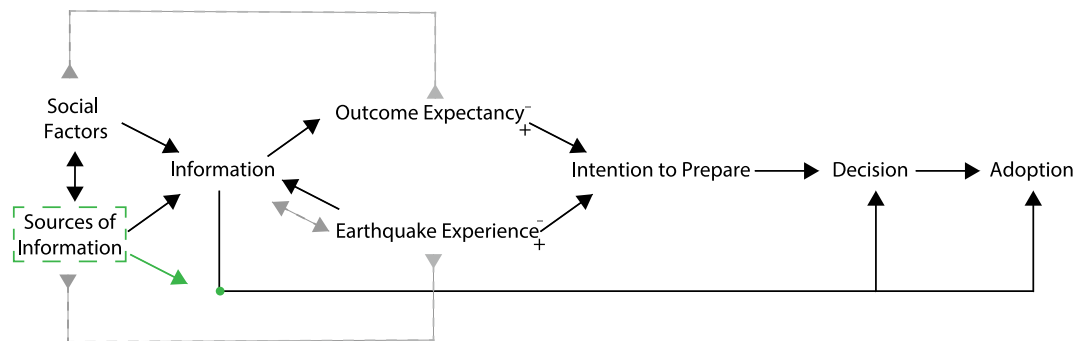 Social
Factors
Outcome Expectancy
-
+
Information
Intention to Prepare
Decision
Adoption
Sources of
Information
Earthquake Experience
-
+